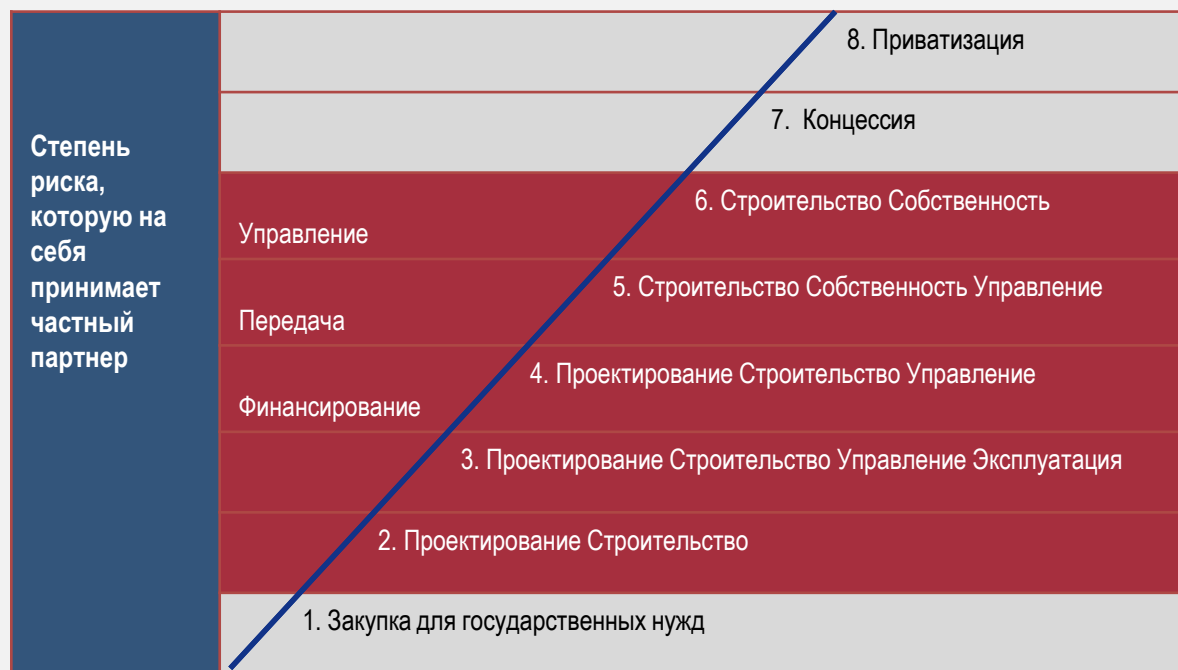 Степень
риска,
которую на
себя
принимает
частный
партнер
8. Приватизация
7. Концессия
6. Строительство Собственность
Управление
5. Строительство Собственность Управление
Передача
4. Проектирование Строительство Управление
Финансирование
3. Проектирование Строительство Управление Эксплуатация
2. Проектирование Строительство
1. Закупка для государственных нужд